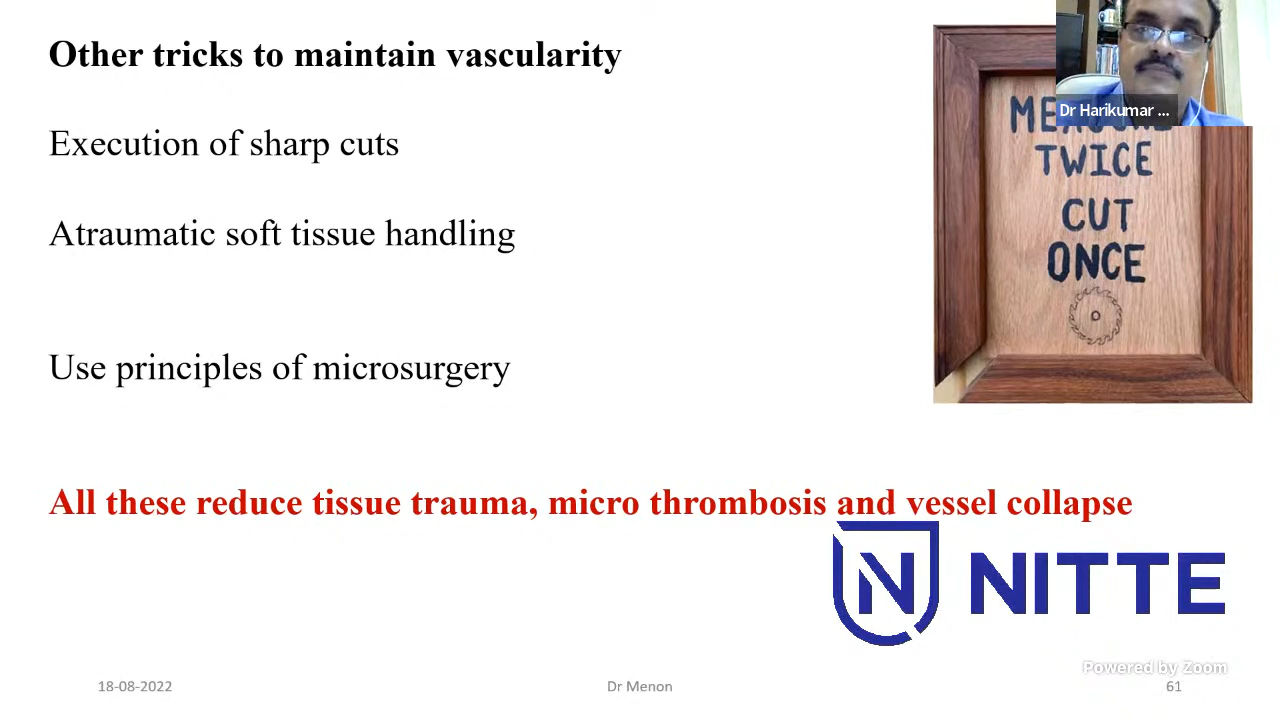 Other tricks to maintain vascularity
Execution of sharp cuts
Atraumatic soft tissue handling
Use principles of microsurgery
All these reduce tissue trauma, micro thrombosis and vessel collapse
Dr Harikumar ...
TWICE
CUT
ONCE
N NITTE
Powered by Zoom
18-08-2022
Dr Menon
61